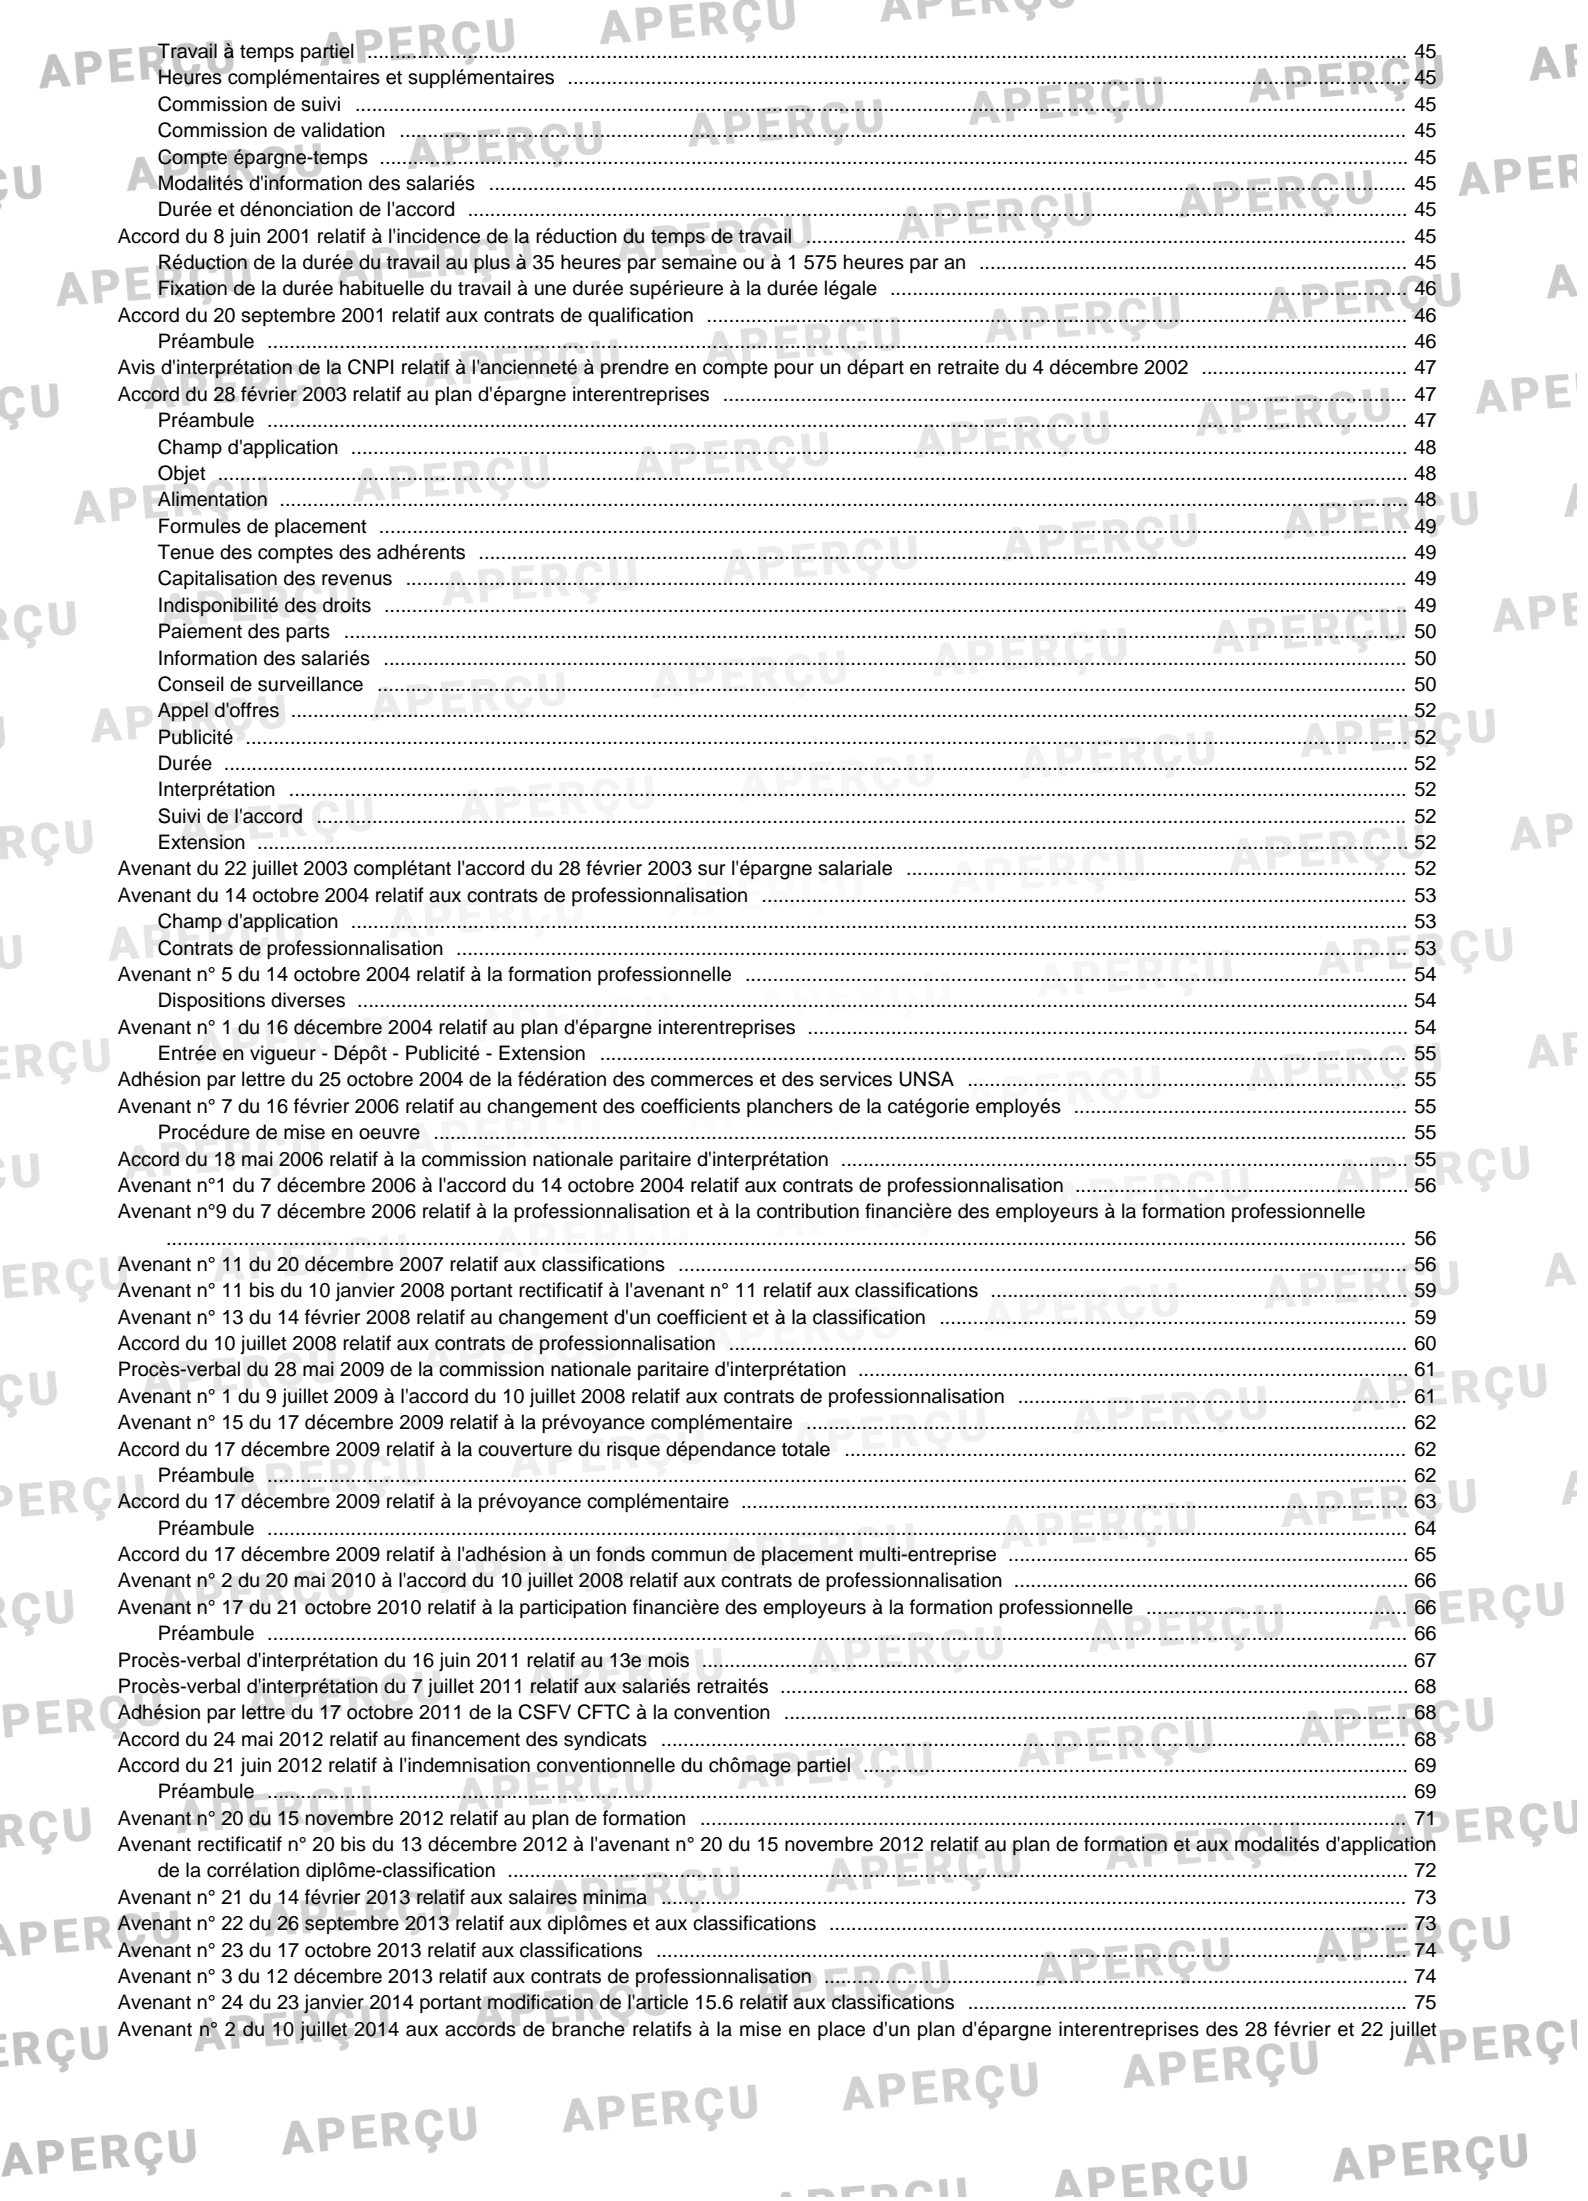 Travail à temps partiel ........ 45
Heures complémentaires et supplémentaires ........ 45
Commission de suivi ........ 45
Commission de validation ........ 45
Compte épargne-temps ........ 45
Modalités d'information des salariés ........ 45
Durée et dénonciation de l'accord ........ 45
Accord du 8 juin 2001 relatif à l'incidence de la réduction du temps de travail ........ 45
Réduction de la durée du travail au plus à 35 heures par semaine ou à 1 575 heures par an ........ 45
Fixation de la durée habituelle du travail à une durée supérieure à la durée légale ........ 46
Accord du 20 septembre 2001 relatif aux contrats de qualification ........ 46
Préambule ........ 46
Avis d'interprétation de la CNPI relatif à l'ancienneté à prendre en compte pour un départ en retraite du 4 décembre 2002 ........ 47
Accord du 28 février 2003 relatif au plan d'épargne interentreprises ........ 47
Préambule ........ 47
Champ d'application ........ 48
Objet ........ 48
Alimentation ........ 48
Formules de placement ........ 49
Tenue des comptes des adhérents ........ 49
Capitalisation des revenus ........ 49
Indisponibilité des droits ........ 49
Paiement des parts ........ 50
Information des salariés ........ 50
Conseil de surveillance ........ 50
Appel d'offres ........ 52
Publicité ........ 52
Durée ........ 52
Interprétation ........ 52
Suivi de l'accord ........ 52
Extension ........ 52
Avenant du 22 juillet 2003 complétant l'accord du 28 février 2003 sur l'épargne salariale ........ 52
Avenant du 14 octobre 2004 relatif aux contrats de professionnalisation ........ 53
Champ d'application ........ 53
Contrats de professionnalisation ........ 53
Avenant n° 5 du 14 octobre 2004 relatif à la formation professionnelle ........ 54
Dispositions diverses ........ 54
Avenant n° 1 du 16 décembre 2004 relatif au plan d'épargne interentreprises ........ 54
Entrée en vigueur - Dépôt - Publicité - Extension ........ 55
Adhésion par lettre du 25 octobre 2004 de la fédération des commerces et des services UNSA ........ 55
Avenant n° 7 du 16 février 2006 relatif au changement des coefficients planchers de la catégorie employés ........ 55
Procédure de mise en oeuvre ........ 55
Accord du 18 mai 2006 relatif à la commission nationale paritaire d'interprétation ........ 55
Avenant n°1 du 7 décembre 2006 à l'accord du 14 octobre 2004 relatif aux contrats de professionnalisation ........ 56
Avenant n°9 du 7 décembre 2006 relatif à la professionnalisation et à la contribution financière des employeurs à la formation professionnelle
........ 56
Avenant n° 11 du 20 décembre 2007 relatif aux classifications ........ 56
Avenant n° 11 bis du 10 janvier 2008 portant rectificatif à l'avenant n° 11 relatif aux classifications ........ 59
Avenant n° 13 du 14 février 2008 relatif au changement d'un coefficient et à la classification ........ 59
Accord du 10 juillet 2008 relatif aux contrats de professionnalisation ........ 60
Procès-verbal du 28 mai 2009 de la commission nationale paritaire d'interprétation ........ 61
Avenant n° 1 du 9 juillet 2009 à l'accord du 10 juillet 2008 relatif aux contrats de professionnalisation ........ 61
Avenant n° 15 du 17 décembre 2009 relatif à la prévoyance complémentaire ........ 62
Accord du 17 décembre 2009 relatif à la couverture du risque dépendance totale ........ 62
Préambule ........ 62
Accord du 17 décembre 2009 relatif à la prévoyance complémentaire ........ 63
Préambule ........ 64
Accord du 17 décembre 2009 relatif à l'adhésion à un fonds commun de placement multi-entreprise ........ 65
Avenant n° 2 du 20 mai 2010 à l'accord du 10 juillet 2008 relatif aux contrats de professionnalisation ........ 66
Avenant n° 17 du 21 octobre 2010 relatif à la participation financière des employeurs à la formation professionnelle ........ 66
Préambule ........ 66
Procès-verbal d'interprétation du 16 juin 2011 relatif au 13e mois ........ 67
Procès-verbal d'interprétation du 7 juillet 2011 relatif aux salariés retraités ........ 68
Adhésion par lettre du 17 octobre 2011 de la CSFV CFTC à la convention ........ 68
Accord du 24 mai 2012 relatif au financement des syndicats ........ 68
Accord du 21 juin 2012 relatif à l'indemnisation conventionnelle du chômage partiel ........ 69
Préambule ........ 69
Avenant n° 20 du 15 novembre 2012 relatif au plan de formation ........ 71
Avenant rectificatif n° 20 bis du 13 décembre 2012 à l'avenant n° 20 du 15 novembre 2012 relatif au plan de formation et aux modalités d'application
de la corrélation diplôme-classification ........ 72
Avenant n° 21 du 14 février 2013 relatif aux salaires minima ........ 73
Avenant n° 22 du 26 septembre 2013 relatif aux diplômes et aux classifications ........ 73
Avenant n° 23 du 17 octobre 2013 relatif aux classifications ........ 74
Avenant n° 3 du 12 décembre 2013 relatif aux contrats de professionnalisation ........ 74
Avenant n° 24 du 23 janvier 2014 portant modification de l'article 15.6 relatif aux classifications ........ 75
Avenant n° 2 du 10 juillet 2014 aux accords de branche relatifs à la mise en place d'un plan d'épargne interentreprises des 28 février et 22 juillet
APERÇU